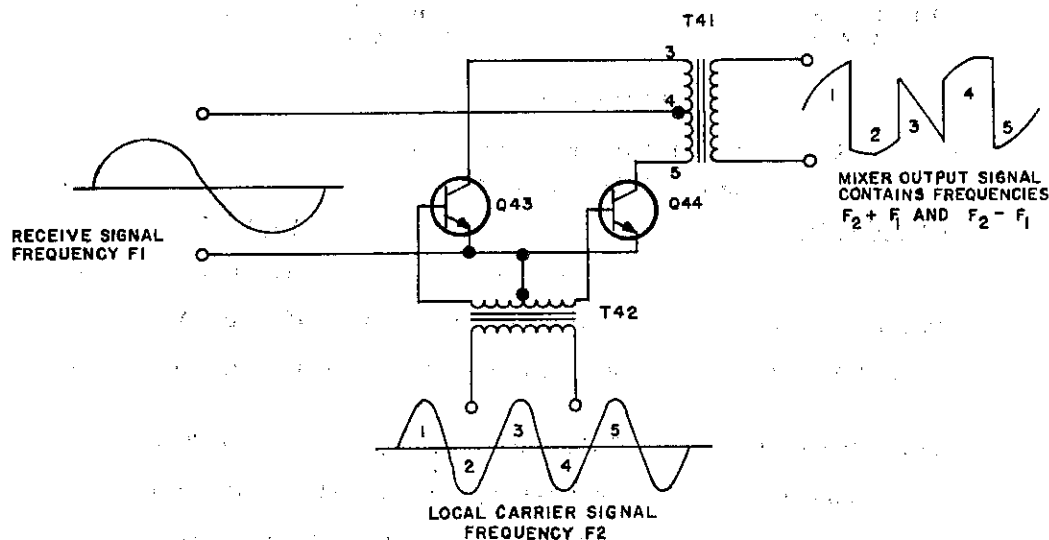 T41
3
4
5
Q43
Q44
1
2
3
4
5
MIXER OUTPUT SIGNAL
CONTAINS FREQUENCIES
F2 + F1 AND F2 - F1
RECEIVE SIGNAL
FREQUENCY F1
T42
1
2
3
4
5
LOCAL CARRIER SIGNAL
FREQUENCY F2